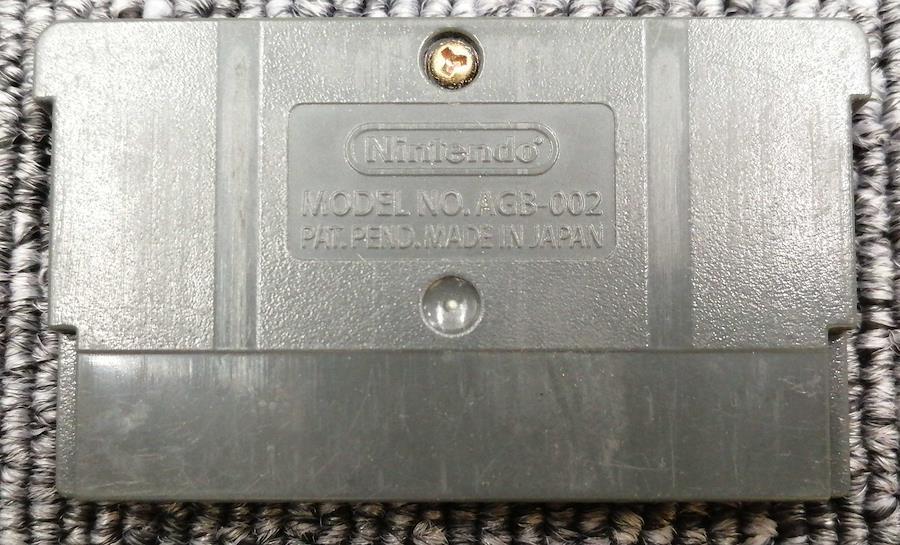 Nintendo
MODEL NO. AGB-002
PAT. PEND. MADE IN JAPAN